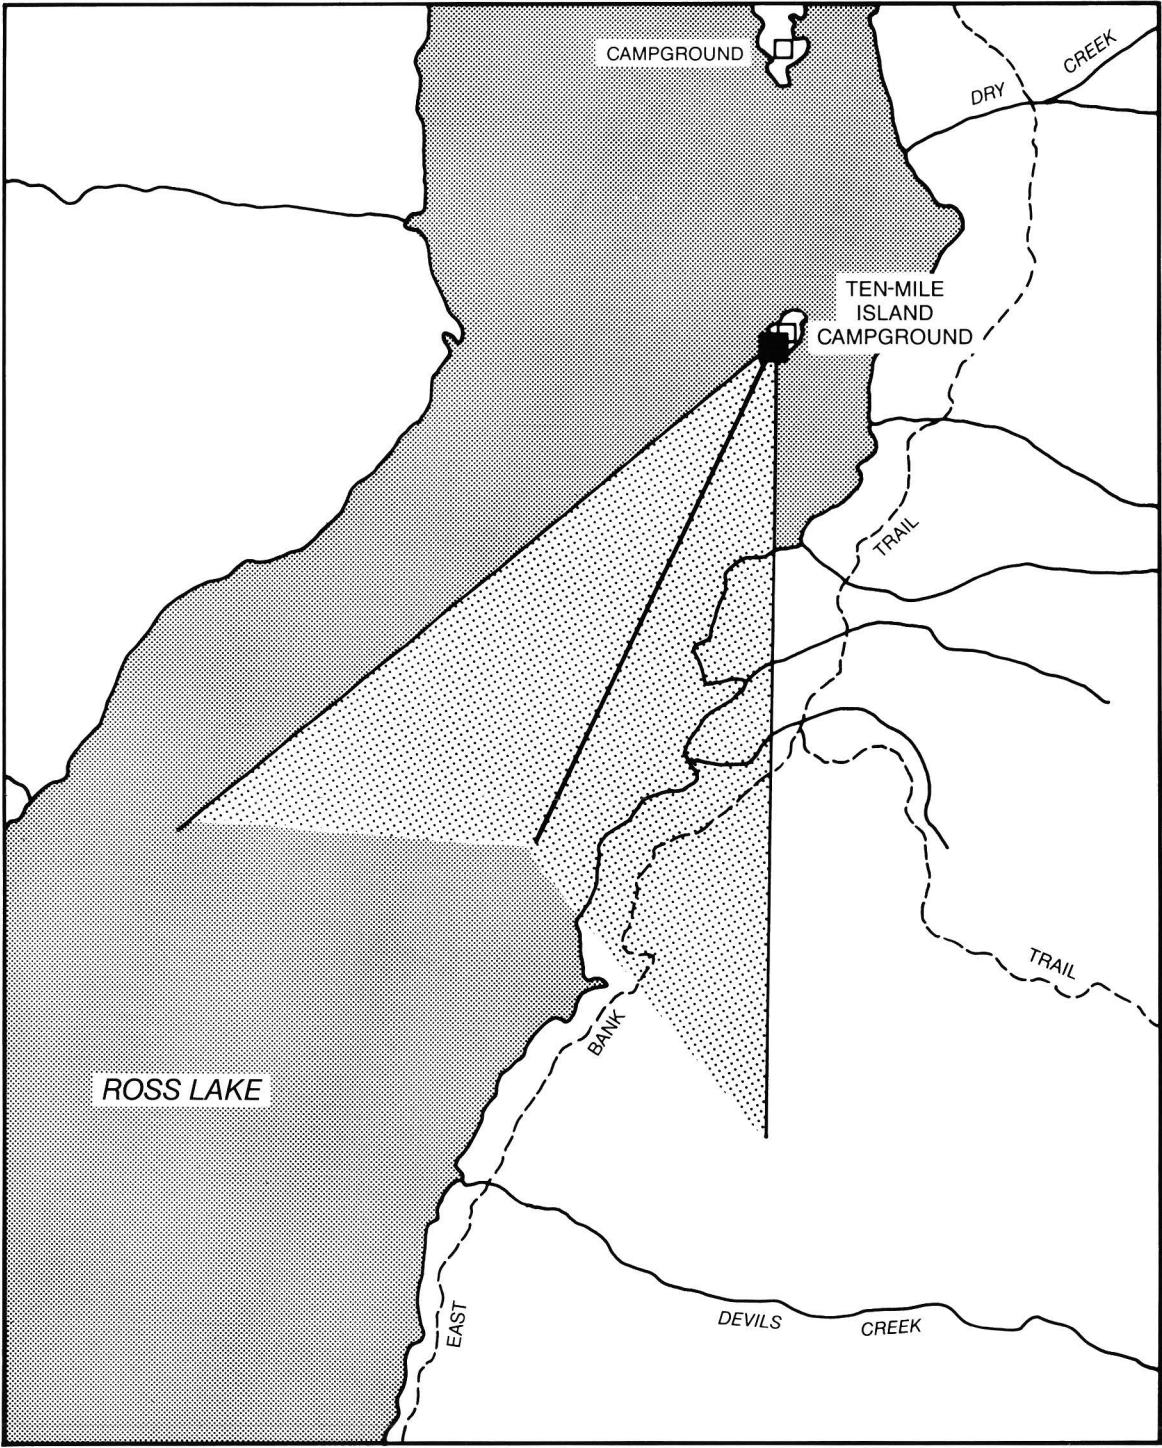 CAMPGROUND
CREEK
DRY
TEN-MILE
ISLAND
CAMPGROUND
TRAIL
TRAIL
BANK
ROSS LAKE
EAST
DEVILS
CREEK